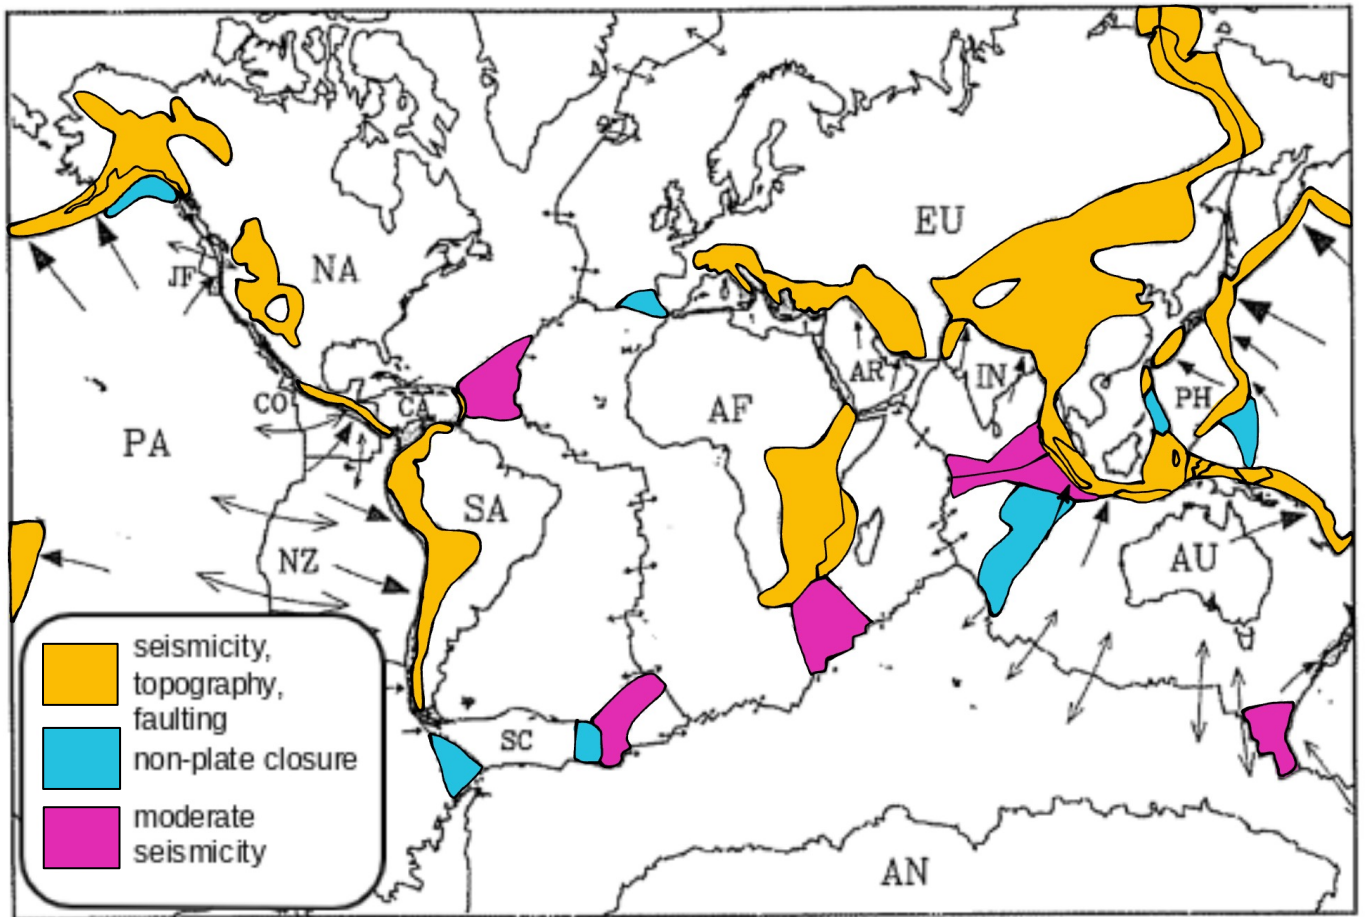 EU
NA
JF
AR
IN
CO
CA
AF
PH
PA
SA
NZ
AU
seismicity,
topography,
faulting
SC
non-plate closure
moderate
seismicity
AN